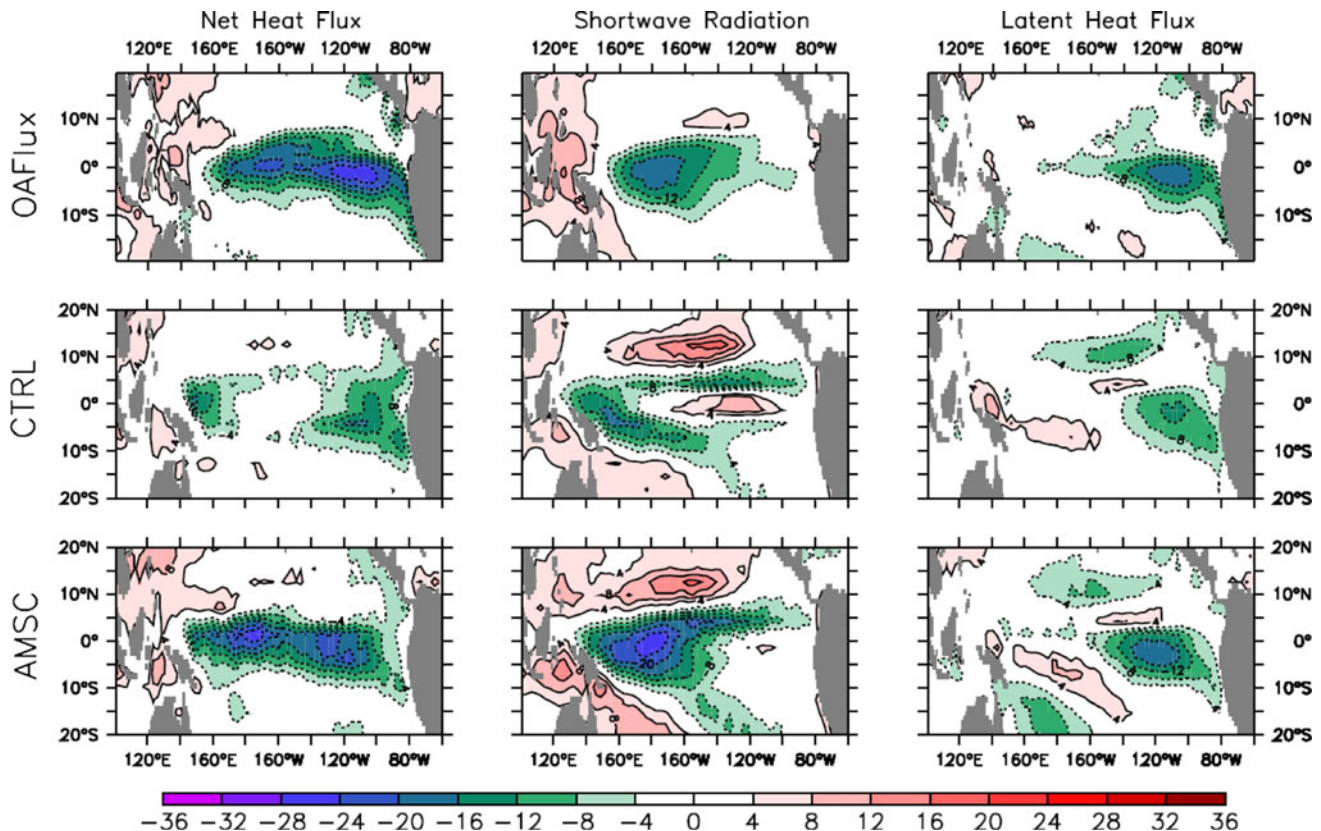 Net Heat Flux
Shortwave Radiation
Latent Heat Flux
120°E 160°E 160°W 120°W 80°W
120°E 160°E 160°W 120°W 80°W
120°E 160°E 160°W 120°W 80°W
OAFlux
10°N
0°
10°S
10°N
0°
10°S
CTRL
20°N
10°N
0°
10°S
20°S
20°N
10°N
0°
10°S
20°S
AMSC
20°N
10°N
0°
10°S
20°S
20°N
10°N
0°
10°S
20°S
120°E 160°E 160°W 120°W 80°W
120°E 160°E 160°W 120°W 80°W
120°E 160°E 160°W 120°W 80°W
-36 -32 -28 -24 -20 -16 -12 -8 -4 0 4 8 12 16 20 24 28 32 36